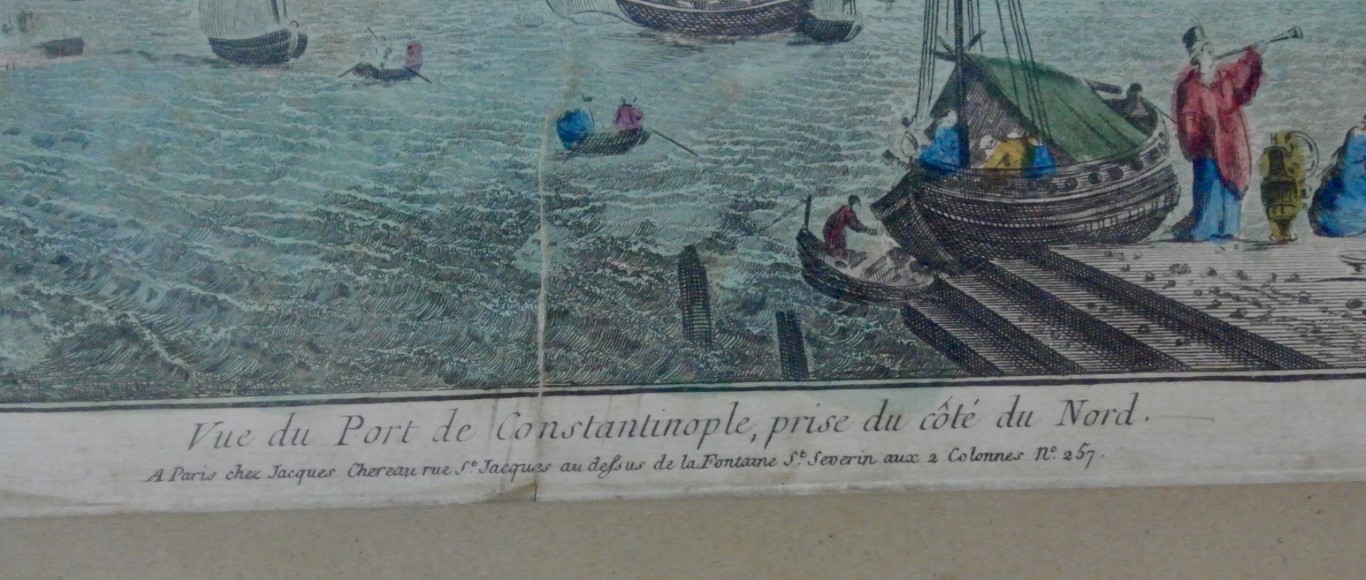 Vue du Port de Constantinople, prise du côté du Nord.
A Paris chez Jacques Chereau rue St. Jacques au dessus de la Fontaine St. Severin aux 2 Colonnes No. 257.